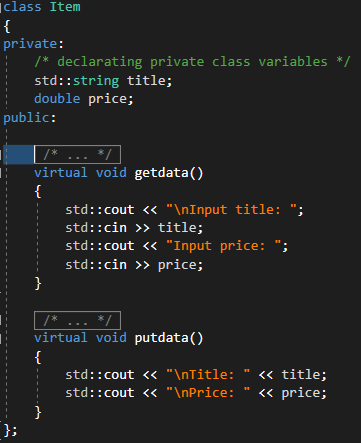 class Item
{
private:
/* declarating private class variables */
std::string title;
double price;
public:
/* ... */
virtual void getdata()
{
std::cout << "\nInput title: ";
std::cin >> title;
std::cout << "Input price: ";
std::cin >> price;
}
/* ... */
virtual void putdata()
{
std::cout << "\nTitle: " << title;
std::cout << "\nPrice: " << price;
}
};